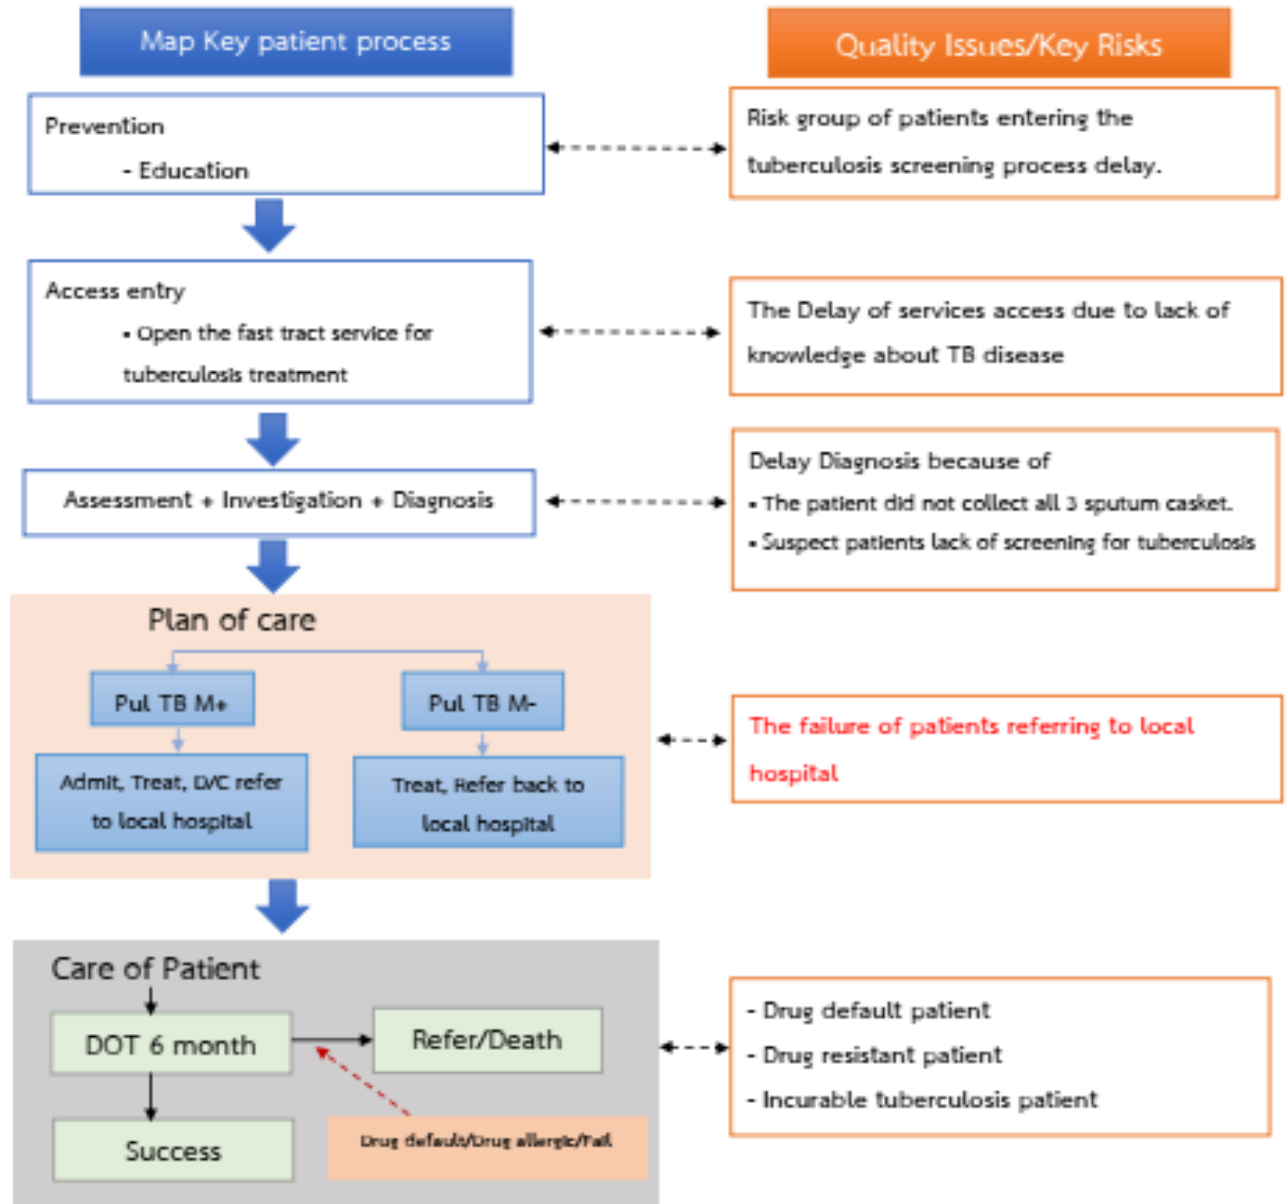 Map Key patient process
Quality Issues/Key Risks
Prevention
- Education
Risk group of patients entering the
tuberculosis screening process delay.
Access entry
▪ Open the fast tract service for
tuberculosis treatment
The Delay of services access due to lack of
knowledge about TB disease
Assessment + Investigation + Diagnosis
Delay Diagnosis because of
▪ The patient did not collect all 3 sputum casket.
▪ Suspect patients lack of screening for tuberculosis
Plan of care
Pul TB M+
Pul TB M-
Admit, Treat, D/C refer
to local hospital
Treat, Refer back to
local hospital
The failure of patients referring to local
hospital
Care of Patient
DOT 6 month
Refer/Death
Success
Drug default/Drug allergic/Fail
- Drug default patient
- Drug resistant patient
- Incurable tuberculosis patient